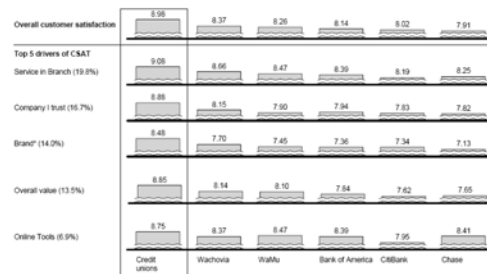 Overall customer satisfaction 8.98 8.37 8.26 8.14 8.02 7.91
Top 5 drivers of CSAT
Service in Branch (19.8%) 9.08 8.66 8.47 8.39 8.19 8.25
Company I trust (16.7%) 8.88 8.15 7.90 7.94 7.83 7.82
Brand* (14.0%) 8.48 7.70 7.45 7.36 7.34 7.13
Overall value (13.5%) 8.85 8.14 8.10 7.84 7.62 7.65
Online Tools (6.9%) 8.75 8.37 8.47 8.39 7.95 8.41
Credit unions Wachovia WaMu Bank of America CitiBank Chase